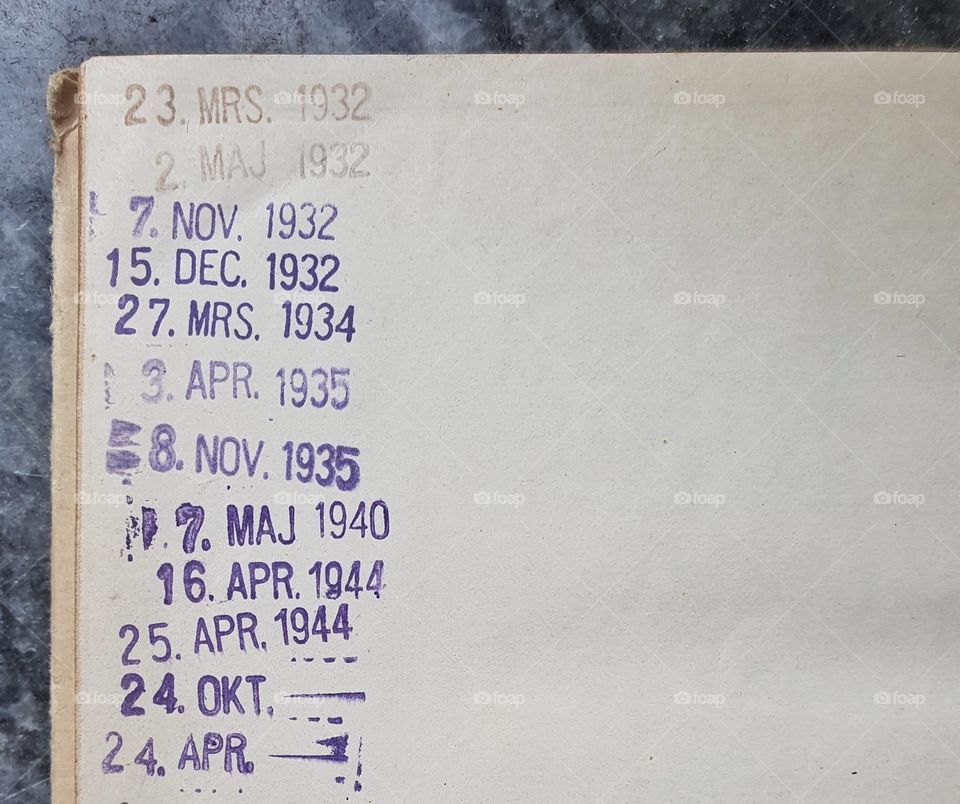 23. MRS. 1932
2. MAJ 1932
7. NOV. 1932
15. DEC. 1932
27. MRS. 1934
3. APR. 1935
8. NOV. 1935
7. MAJ 1940
16. APR. 1944
25. APR. 1944
24. OKT.
24. APR.